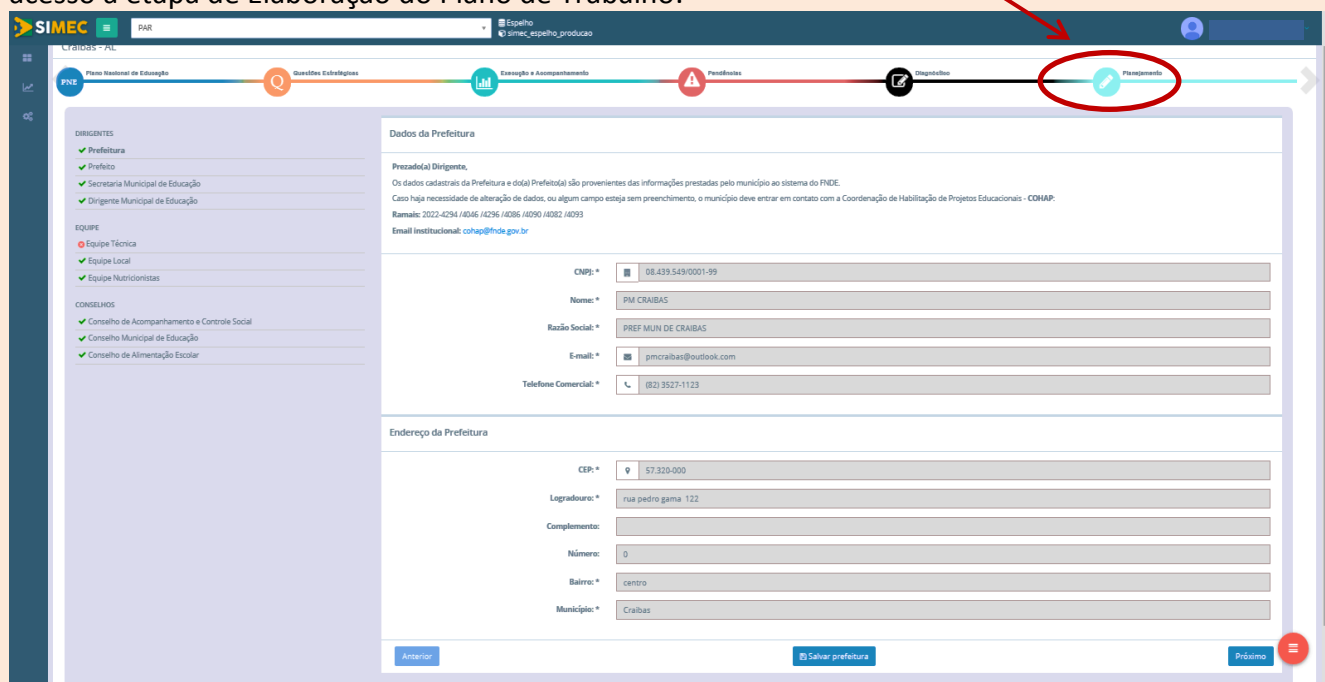 acesso à etapa de Elaboração do Plano de Trabalho.
SIMEC
PAR
Espelho
simec_espelho_producao
Craíbas - AL
PNE
Plano Nacional de Educação
Q
Questões Estratégicas
Execução e Acompanhamento
Pendências
Diagnóstico
Planejamento
DIRIGENTES
Prefeitura
Prefeito
Secretaria Municipal de Educação
Dirigente Municipal de Educação
EQUIPE
Equipe Técnica
Equipe Local
Equipe Nutricionistas
CONSELHOS
Conselho de Acompanhamento e Controle Social
Conselho Municipal de Educação
Conselho de Alimentação Escolar
Dados da Prefeitura
Prezado(a) Dirigente,
Os dados cadastrais da Prefeitura e do(a) Prefeito(a) são provenientes das informações prestadas pelo município ao sistema do FNDE.
Caso haja necessidade de alteração de dados, ou algum campo esteja sem preenchimento, o município deve entrar em contato com a Coordenação de Habilitação de Projetos Educacionais - COHAP:
Ramais: 2022-4294 /4046 /4296 /4086 /4090 /4082 /4093
Email institucional: cohap@fnde.gov.br
CNPJ: * 08.439.549/0001-99
Nome: * PM CRAIBAS
Razão Social: * PREF MUN DE CRAIBAS
E-mail: * pmcraibas@outlook.com
Telefone Comercial: * (82) 3527-1123
Endereço da Prefeitura
CEP: * 57.320-000
Logradouro: * rua pedro gama 122
Complemento:
Número: 0
Bairro: * centro
Município: * Craíbas
Anterior
Salvar prefeitura
Próximo